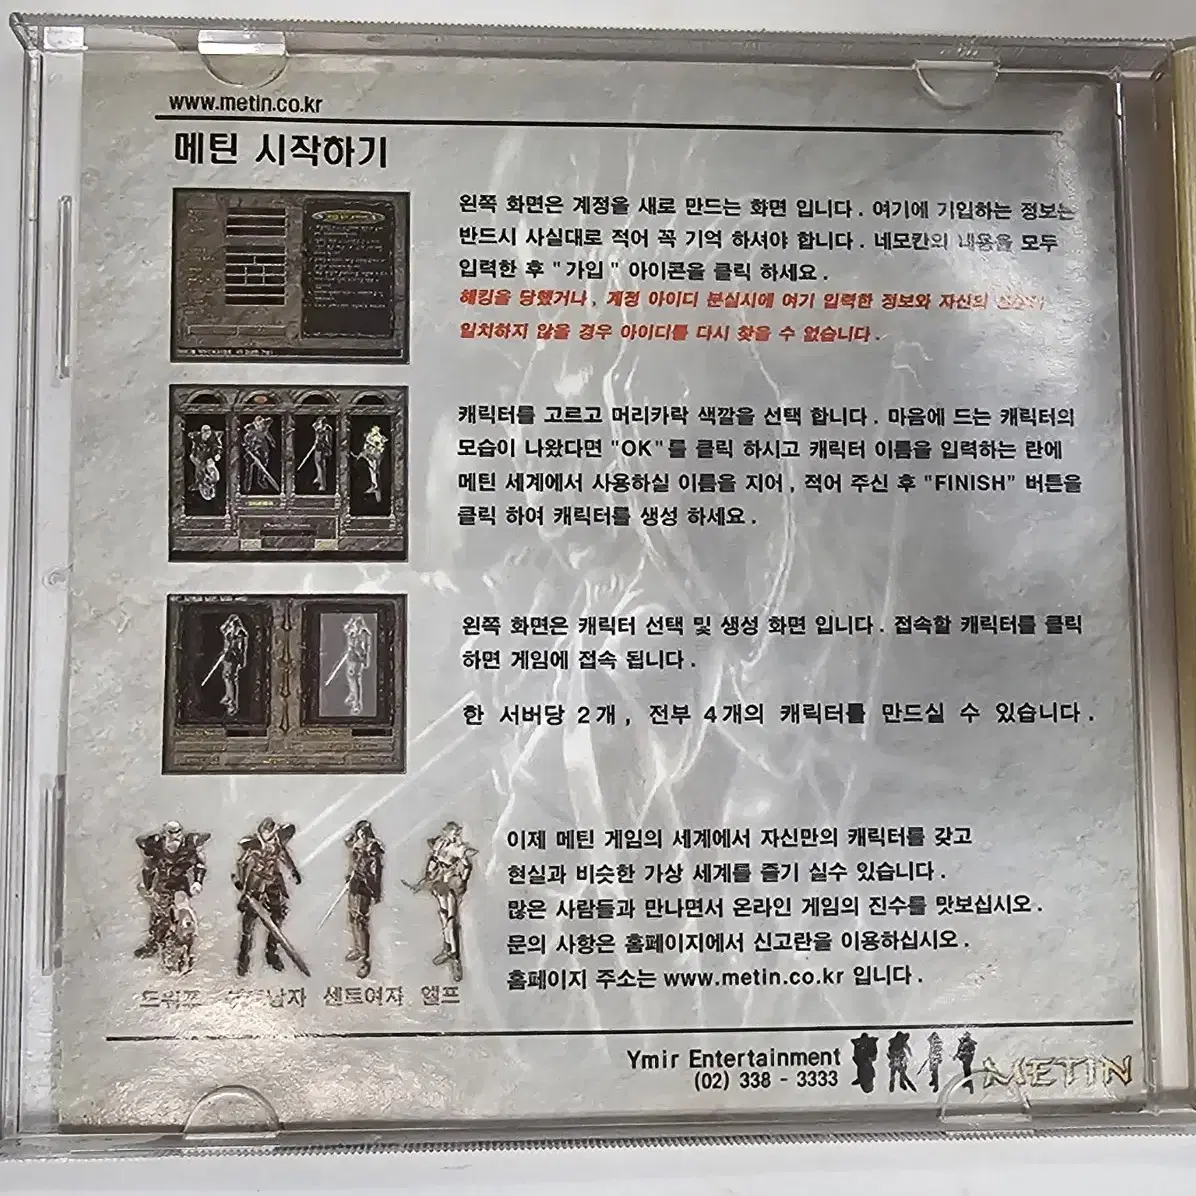 www.metin.co.kr
메틴 시작하기
왼쪽 화면은 계정을 새로 만드는 화면 입니다. 여기에 기입하는 정보는
반드시 사실대로 적어 꼭 기억 하셔야 합니다. 네모칸의 내용을 모두
입력한 후 "가입" 아이콘을 클릭 하세요.
해킹을 당했거나, 계정 아이디 분실시에 여기 입력한 정보와 자신의
일치하지 않을 경우 아이디를 다시 찾을 수 없습니다.
캐릭터를 고르고 머리카락 색깔을 선택 합니다. 마음에 드는 캐릭터의
모습이 나왔다면 "OK"를 클릭 하시고 캐릭터 이름을 입력하는 란에
메틴 세계에서 사용하실 이름을 지어, 적어 주신 후 "FINISH" 버튼을
클릭 하여 캐릭터를 생성 하세요.
왼쪽 화면은 캐릭터 선택 및 생성 화면 입니다. 접속할 캐릭터를 클릭
하면 게임에 접속 됩니다.
한 서버당 2개, 전부 4개의 캐릭터를 만드실 수 있습니다.
이제 메틴 게임의 세계에서 자신만의 캐릭터를 갖고
현실과 비슷한 가상 세계를 즐기 실수 있습니다.
많은 사람들과 만나면서 온라인 게임의 진수를 맛보십시오.
문의 사항은 홈페이지에서 신고란을 이용하십시오.
홈페이지 주소는 www.metin.co.kr 입니다.
드워프 센트여자 엘프
Ymir Entertainment
(02) 338 - 3333
METIN